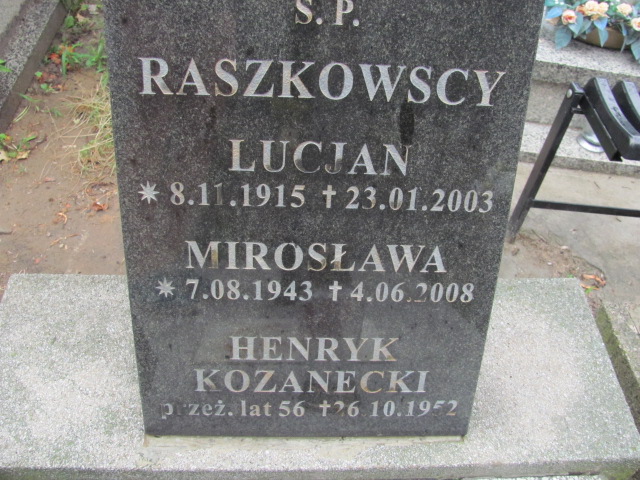 Ś. P.
RASZKOWSCY
LUCJAN
* 8.11.1915 † 23.01.2003
MIROSŁAWA
* 7.08.1943 † 4.06.2008
HENRYK
KOZANECKI
przeż. lat 56 † 26.10.1952